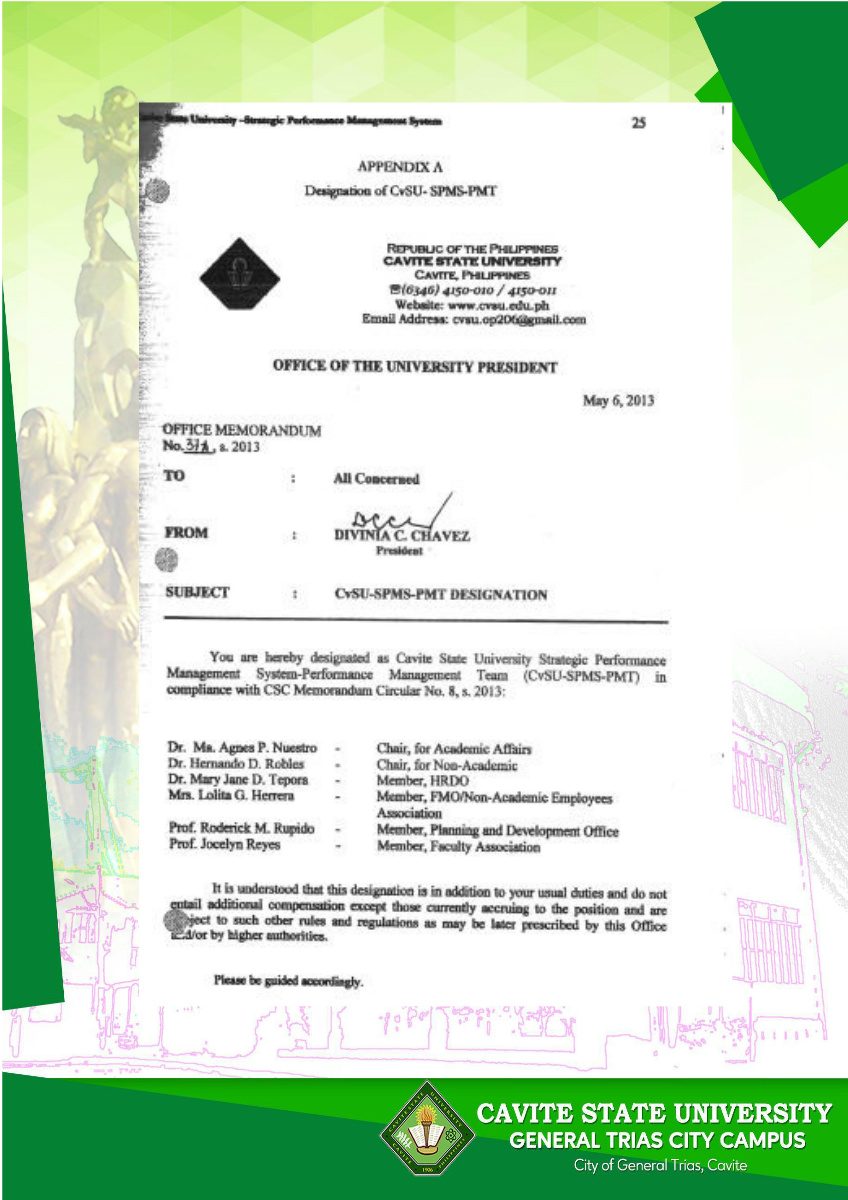 State University -Strategic Performance Management System
25
APPENDIX A
Designation of CvSU- SPMS-PMT
REPUBLIC OF THE PHILIPPINES
CAVITE STATE UNIVERSITY
CAVITE, PHILIPPINES
☎(6346) 4150-010 / 4150-011
Website: www.cvsu.edu.ph
Email Address: cvsu.op206@gmail.com
OFFICE OF THE UNIVERSITY PRESIDENT
May 6, 2013
OFFICE MEMORANDUM
No. , s. 2013
TO : All Concerned
FROM : DIVINIA C. CHAVEZ
President
SUBJECT : CvSU-SPMS-PMT DESIGNATION
You are hereby designated as Cavite State University Strategic Performance
Management System-Performance Management Team (CvSU-SPMS-PMT) in
compliance with CSC Memorandum Circular No. 8, s. 2013:
Dr. Ma. Agnes P. Nuestro - Chair, for Academic Affairs
Dr. Hernando D. Robles - Chair, for Non-Academic
Dr. Mary Jane D. Tepora - Member, HRDO
Mrs. Lolita G. Herrera - Member, FMO/Non-Academic Employees
Association
Prof. Roderick M. Rupido - Member, Planning and Development Office
Prof. Jocelyn Reyes - Member, Faculty Association
It is understood that this designation is in addition to your usual duties and do not
entail additional compensation except those currently accruing to the position and are
ject to such other rules and regulations as may be later prescribed by this Office
d/or by higher authorities.
Please be guided accordingly.
CAVITE STATE UNIVERSITY
GENERAL TRIAS CITY CAMPUS
City of General Trias, Cavite
1906